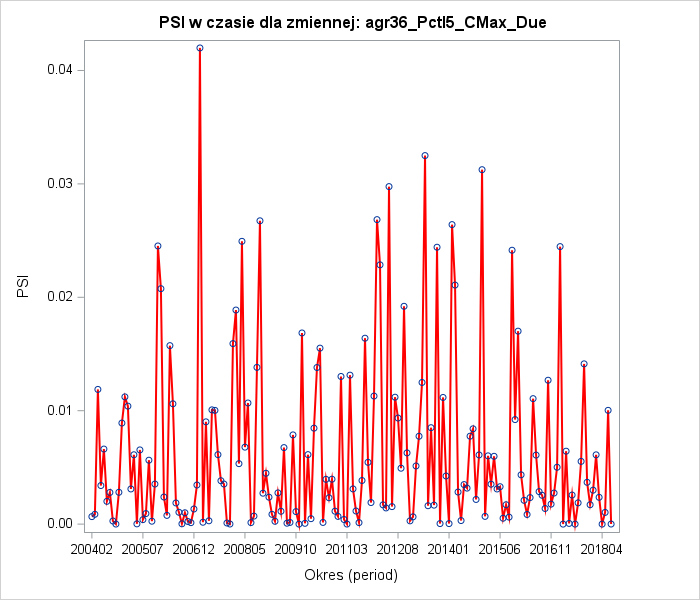 PSI w czasie dla zmiennej: agr36_Pctl5_CMax_Due
0.04
0.03
0.02
0.01
0.00
PSI
200402 200507 200612 200805 200910 201103 201208 201401 201506 201611 201804
Okres (period)